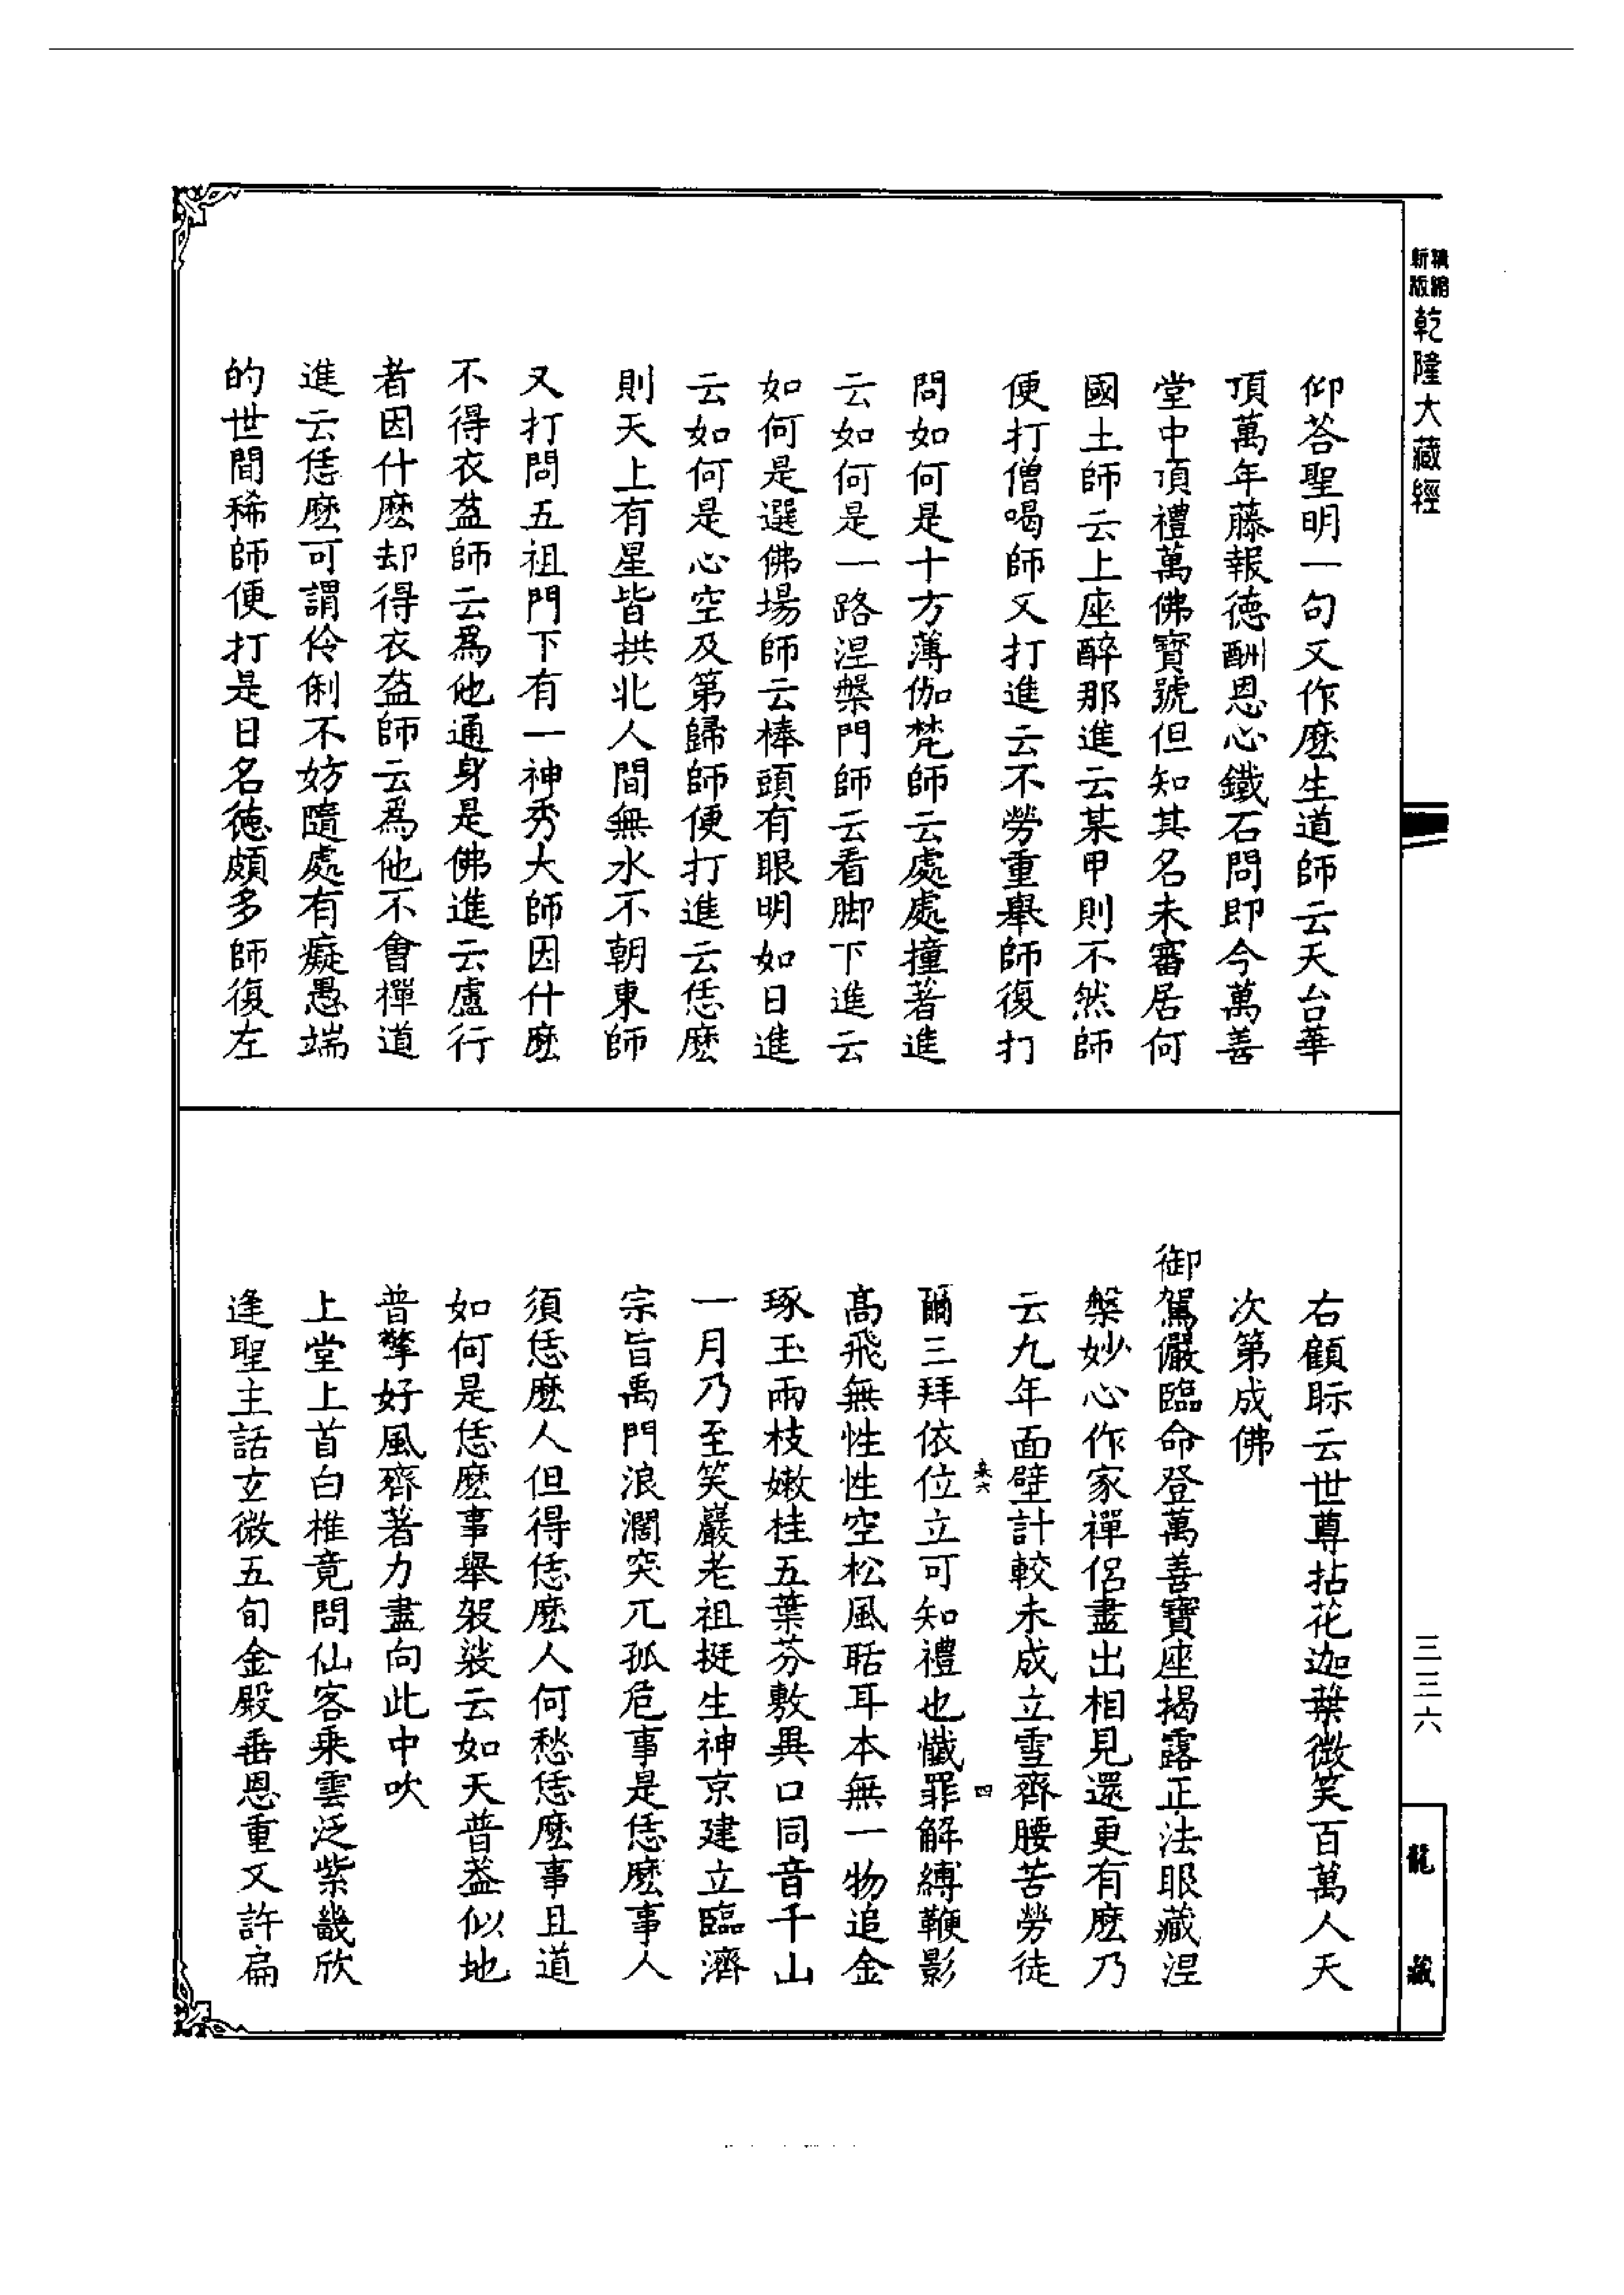 精縮
新版
乾隆大藏經
仰荅聖明一句又作麽生道師云天台華
頂萬年藤報德酬恩心鐵石問即今萬善
堂中頂禮萬佛寶號但知其名未審居何
國土師云上座醉那進云某甲則不然師
便打僧喝師又打進云不勞重舉師復打
問如何是十方薄伽梵師云處處撞著進
云如何是一路涅槃門師云看脚下進云
如何是選佛場師云棒頭有眼明如日進
云如何是心空及第歸師便打進云恁麽
則天上有星皆拱北人間無水不朝東師
又打問五祖門下有一神秀大師因什麽
不得衣盔師云爲他通身是佛進云盧行
者因什麽却得衣盔師云爲他不會禪道
進云恁麽可謂伶俐不妨隨處有癡愚端
的世間稀師便打是日名德頗多師復左
右顧眎云世尊拈花迦葉微笑百萬人天
次第成佛
御駕儼臨命登萬善寶座揭露正法眼藏涅
槃妙心作家禪侶盡出相見還更有麽乃
云九年面壁計較未成立雪齊腰苦勞徒
爾三拜依位立可知禮也懺罪解縛鞭影
高飛無性性空松風聒耳本無一物追金
琢玉兩枝嫩桂五葉芬敷異口同音千山
一月乃至笑巖老祖挺生神京建立臨濟
宗旨禹門浪濶突兀孤危事是恁麽事人
須恁麽人但得恁麽人何愁恁麽事且道
如何是恁麽事舉袈裟云如天普葢似地
普擎好風齊著力盡向此中吹
上堂上首白椎竟問仙客乘雲泛紫畿欣
逢聖主話玄微五旬金殿垂恩重又許扁
四
三三六
龍藏